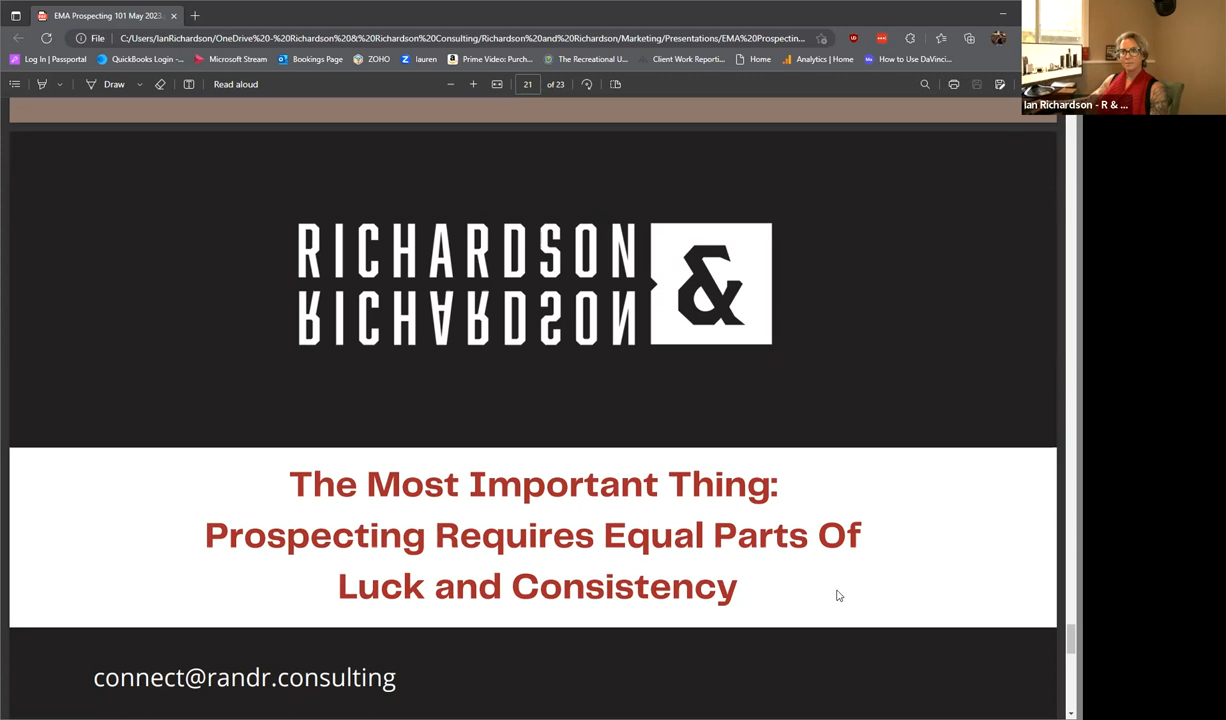 EMA Prospecting 101 May 2023.
File
C:/Users/IanRichardson/OneDrive%20-%20Richardson%20&%20Richardson%20Consulting/Richardson%20and%20Richardson/Marketing/Presentations/EMA%20Prospectin...
Log In | Passportal
QuickBooks Login -...
Microsoft Stream
Bookings Page
ZOHO
lauren
Prime Video: Purch...
The Recreational U...
Client Work Reporti...
Home
Analytics | Home
How to Use DaVinci...
Draw
Read aloud
21
of 23
Ian Richardson - R & ...
RICHARDSON
RICHARDSON
&
The Most Important Thing:
Prospecting Requires Equal Parts Of
Luck and Consistency
connect@randr.consulting